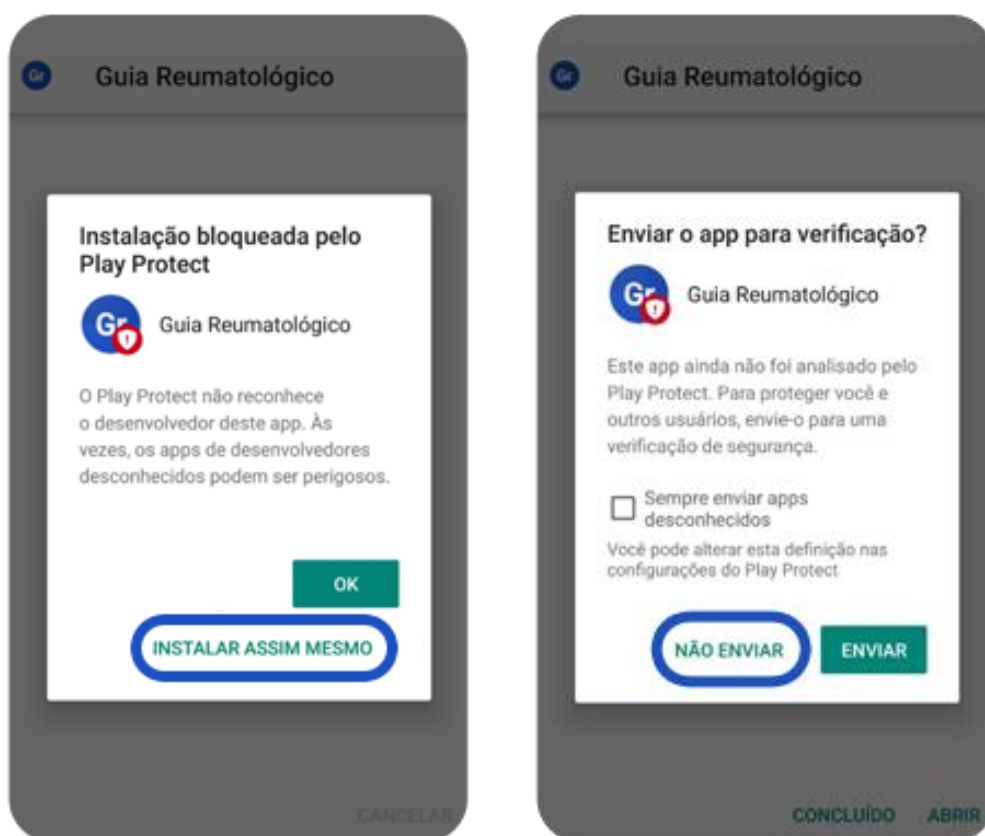 Gr
Guia Reumatológico
Instalação bloqueada pelo
Play Protect
Gr
Guia Reumatológico
O Play Protect não reconhece
o desenvolvedor deste app. Às
vezes, os apps de desenvolvedores
desconhecidos podem ser perigosos.
OK
INSTALAR ASSIM MESMO
CANCELAR
Gr
Guia Reumatológico
Enviar o app para verificação?
Gr
Guia Reumatológico
Este app ainda não foi analisado pelo
Play Protect. Para proteger você e
outros usuários, envie-o para uma
verificação de segurança.
Sempre enviar apps
desconhecidos
Você pode alterar esta definição nas
configurações do Play Protect
NÃO ENVIAR
ENVIAR
CONCLUÍDO
ABRIR